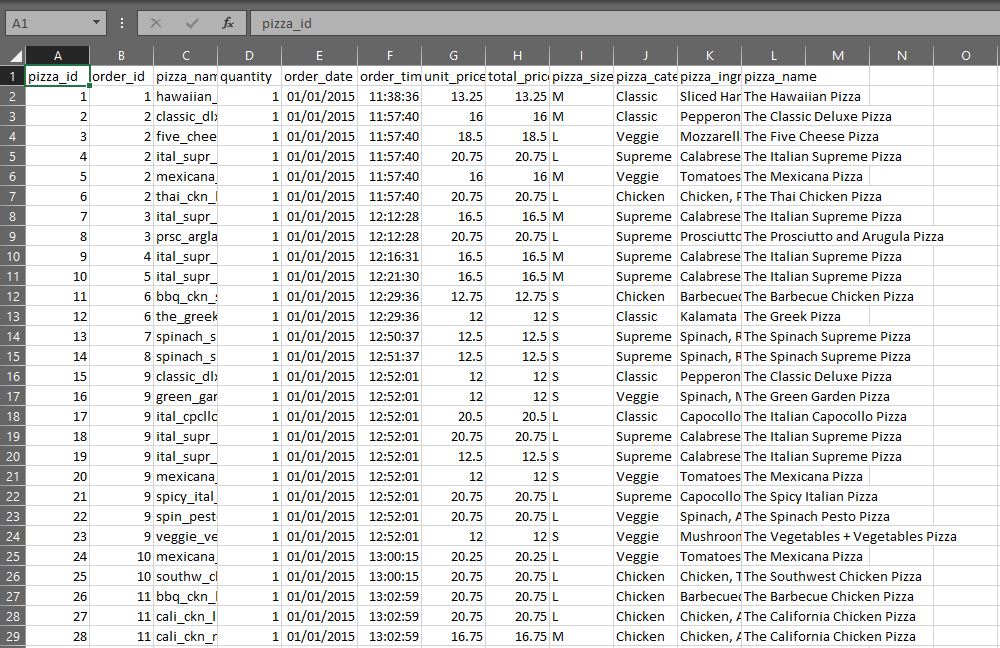 A1 fx pizza_id
A B C D E F G H I J K L M N O
1 pizza_id order_id pizza_nam quantity order_date order_tim unit_price total_pric pizza_size pizza_cate pizza_ingr pizza_name
2 1 1 hawaiian_ 1 01/01/2015 11:38:36 13.25 13.25 M Classic Sliced Har The Hawaiian Pizza
3 2 2 classic_dlx 1 01/01/2015 11:57:40 16 16 M Classic Pepperon The Classic Deluxe Pizza
4 3 2 five_chee 1 01/01/2015 11:57:40 18.5 18.5 L Veggie Mozzarell The Five Cheese Pizza
5 4 2 ital_supr_ 1 01/01/2015 11:57:40 20.75 20.75 L Supreme Calabrese The Italian Supreme Pizza
6 5 2 mexicana_ 1 01/01/2015 11:57:40 16 16 M Veggie Tomatoes The Mexicana Pizza
7 6 2 thai_ckn_l 1 01/01/2015 11:57:40 20.75 20.75 L Chicken Chicken, P The Thai Chicken Pizza
8 7 3 ital_supr_ 1 01/01/2015 12:12:28 16.5 16.5 M Supreme Calabrese The Italian Supreme Pizza
9 8 3 prsc_argla 1 01/01/2015 12:12:28 20.75 20.75 L Supreme Prosciutto The Prosciutto and Arugula Pizza
10 9 4 ital_supr_ 1 01/01/2015 12:16:31 16.5 16.5 M Supreme Calabrese The Italian Supreme Pizza
11 10 5 ital_supr_ 1 01/01/2015 12:21:30 16.5 16.5 M Supreme Calabrese The Italian Supreme Pizza
12 11 6 bbq_ckn_s 1 01/01/2015 12:29:36 12.75 12.75 S Chicken Barbecued The Barbecue Chicken Pizza
13 12 6 the_greek 1 01/01/2015 12:29:36 12 12 S Classic Kalamata The Greek Pizza
14 13 7 spinach_s 1 01/01/2015 12:50:37 12.5 12.5 S Supreme Spinach, R The Spinach Supreme Pizza
15 14 8 spinach_s 1 01/01/2015 12:51:37 12.5 12.5 S Supreme Spinach, R The Spinach Supreme Pizza
16 15 9 classic_dlx 1 01/01/2015 12:52:01 12 12 S Classic Pepperon The Classic Deluxe Pizza
17 16 9 green_gar 1 01/01/2015 12:52:01 12 12 S Veggie Spinach, M The Green Garden Pizza
18 17 9 ital_cpcllo 1 01/01/2015 12:52:01 20.5 20.5 L Classic Capocollo The Italian Capocollo Pizza
19 18 9 ital_supr_ 1 01/01/2015 12:52:01 20.75 20.75 L Supreme Calabrese The Italian Supreme Pizza
20 19 9 ital_supr_ 1 01/01/2015 12:52:01 12.5 12.5 S Supreme Calabrese The Italian Supreme Pizza
21 20 9 mexicana_ 1 01/01/2015 12:52:01 12 12 S Veggie Tomatoes The Mexicana Pizza
22 21 9 spicy_ital_ 1 01/01/2015 12:52:01 20.75 20.75 L Supreme Capocollo The Spicy Italian Pizza
23 22 9 spin_pest 1 01/01/2015 12:52:01 20.75 20.75 L Veggie Spinach, A The Spinach Pesto Pizza
24 23 9 veggie_ve 1 01/01/2015 12:52:01 12 12 S Veggie Mushroom The Vegetables + Vegetables Pizza
25 24 10 mexicana_ 1 01/01/2015 13:00:15 20.25 20.25 L Veggie Tomatoes The Mexicana Pizza
26 25 10 southw_cl 1 01/01/2015 13:00:15 20.75 20.75 L Chicken Chicken, T The Southwest Chicken Pizza
27 26 11 bbq_ckn_l 1 01/01/2015 13:02:59 20.75 20.75 L Chicken Barbecued The Barbecue Chicken Pizza
28 27 11 cali_ckn_l 1 01/01/2015 13:02:59 20.75 20.75 L Chicken Chicken, A The California Chicken Pizza
29 28 11 cali_ckn_r 1 01/01/2015 13:02:59 16.75 16.75 M Chicken Chicken, A The California Chicken Pizza